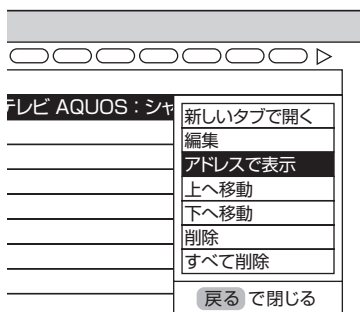 テレビ AQUOS：シャ
新しいタブで開く
編集
アドレスで表示
上へ移動
下へ移動
削除
すべて削除
戻る で閉じる